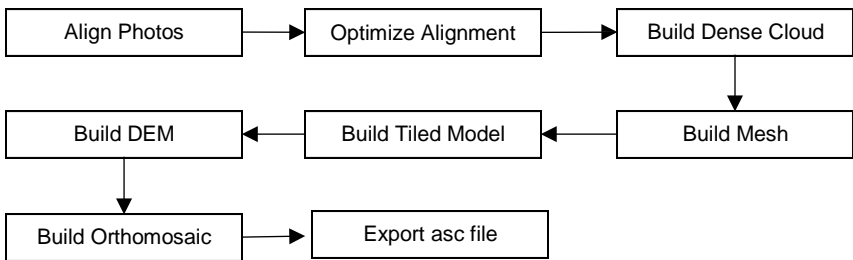 Align Photos
Optimize Alignment
Build Dense Cloud
Build Mesh
Build Tiled Model
Build DEM
Build Orthomosaic
Export asc file